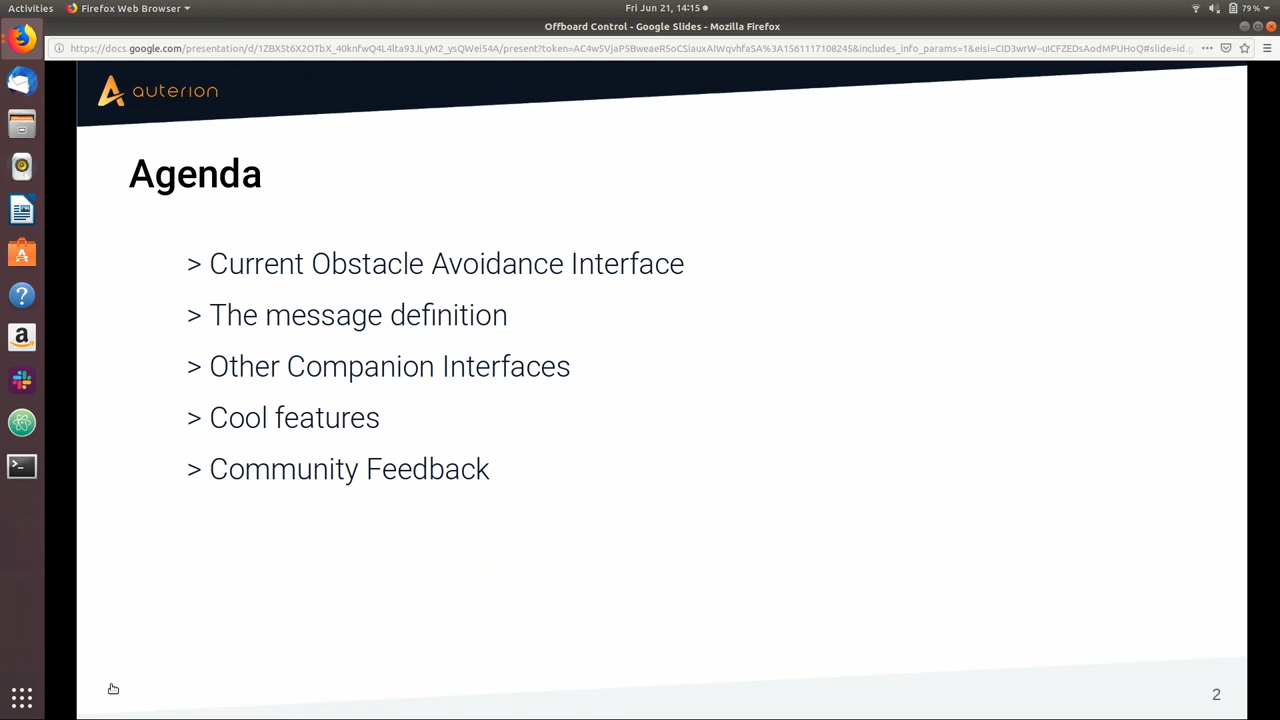 Activities
Firefox Web Browser
Fri Jun 21, 14:15
79%
Offboard Control - Google Slides - Mozilla Firefox
auterion
Agenda
> Current Obstacle Avoidance Interface
> The message definition
> Other Companion Interfaces
> Cool features
> Community Feedback
2